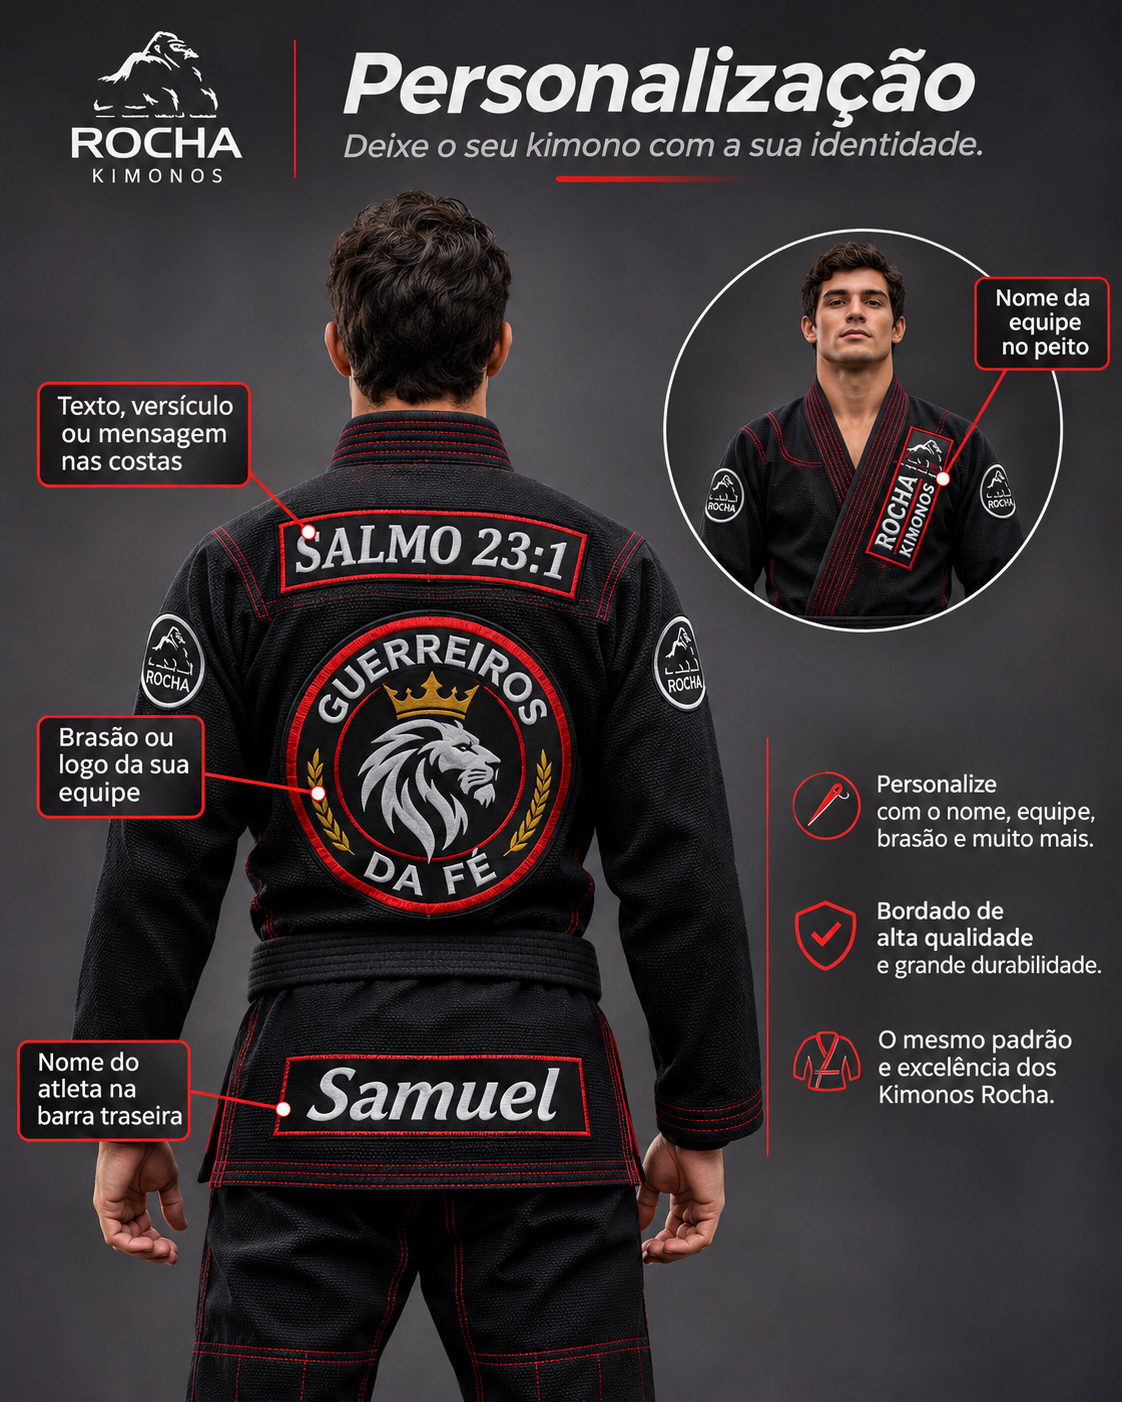 ROCHA
KIMONOS
Personalização
Deixe o seu kimono com a sua identidade.
Nome da
equipe
no peito
Texto, versículo
ou mensagem
nas costas
ROCHA
KIMONOS
ROCHA
ROCHA
SALMO 23:1
ROCHA
ROCHA
GUERREIROS
DA FÉ
Brasão ou
logo da sua
equipe
Personalize
com o nome, equipe,
brasão e muito mais.
Bordado de
alta qualidade
e grande durabilidade.
O mesmo padrão
e excelência dos
Kimonos Rocha.
Nome do
atleta na
barra traseira
Samuel